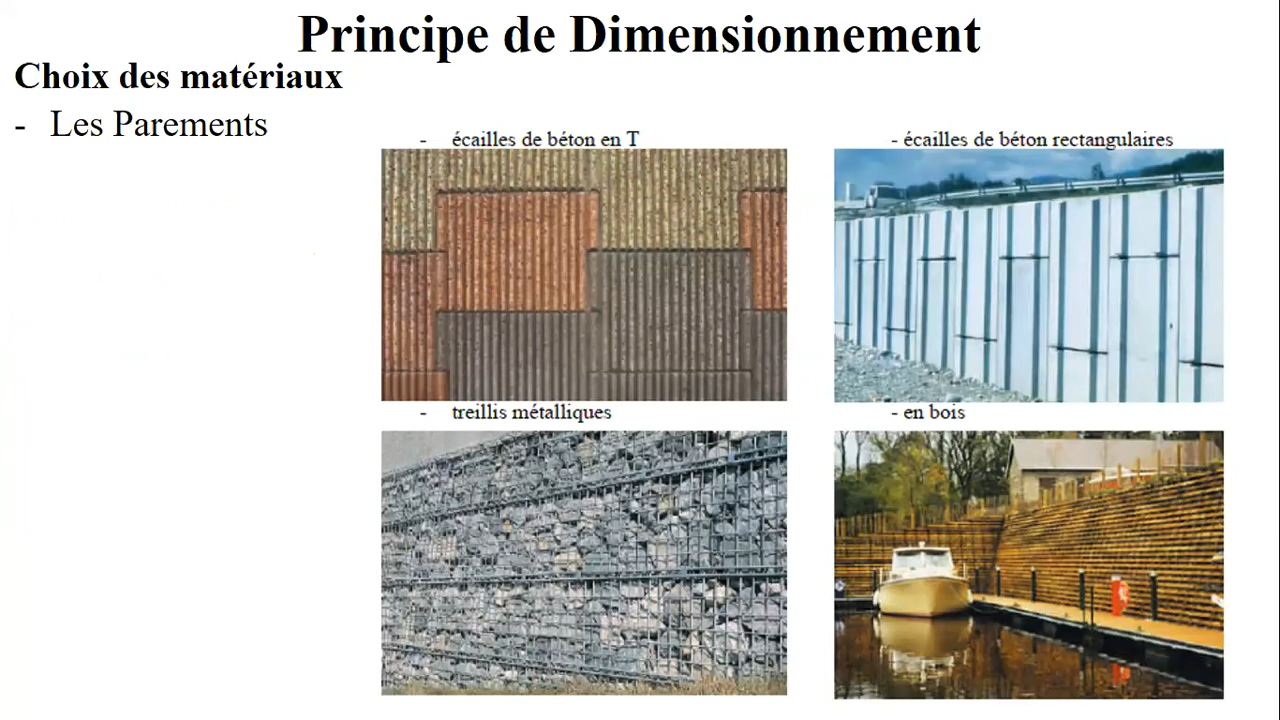 Principe de Dimensionnement
Choix des matériaux
- Les Parements
- écailles de béton en T
- écailles de béton rectangulaires
- treillis métalliques
- en bois